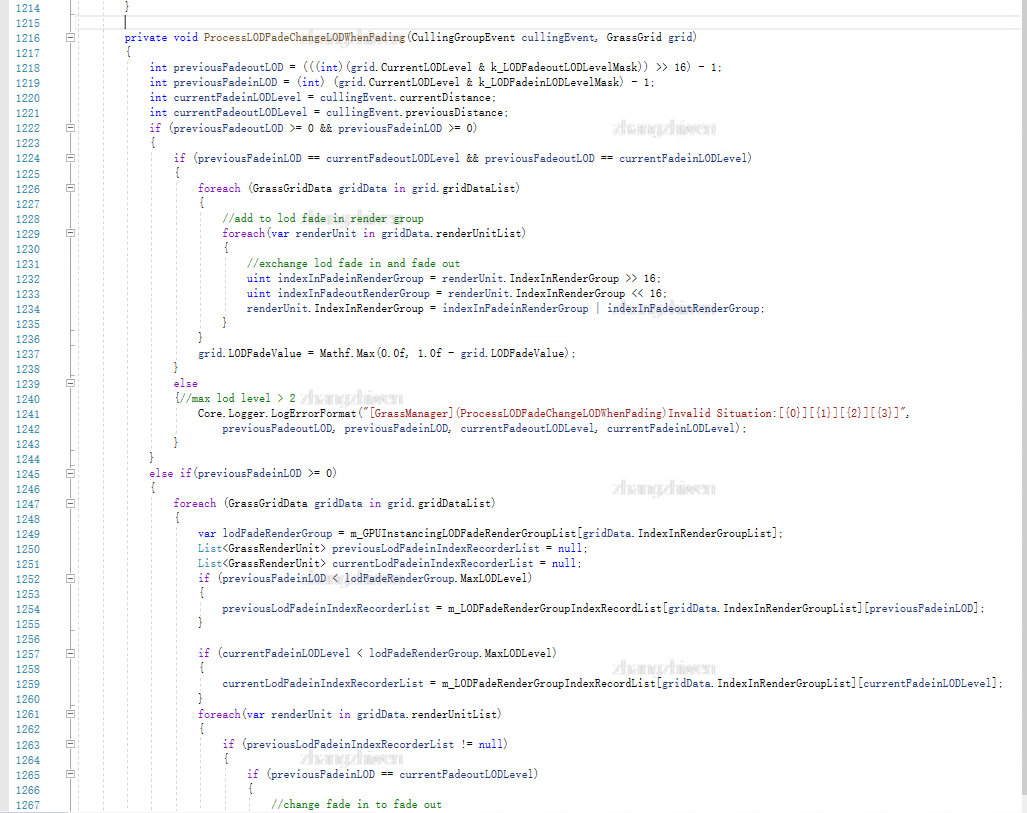 1214 }
1215
1216 private void ProcessLODFadeChangeLODWhenFading(CullingGroupEvent cullingEvent, GrassGrid grid)
1217 {
1218 int previousFadeoutLOD = (((int)(grid.CurrentLODLevel & k_LODFadeoutLODLevelMask)) >> 16) - 1;
1219 int previousFadeinLOD = (int) (grid.CurrentLODLevel & k_LODFadeinLODLevelMask) - 1;
1220 int currentFadeinLODLevel = cullingEvent.currentDistance;
1221 int currentFadeoutLODLevel = cullingEvent.previousDistance;
1222 if (previousFadeoutLOD >= 0 && previousFadeinLOD >= 0)
zhangzhiwen
1223 {
1224 if (previousFadeinLOD == currentFadeoutLODLevel && previousFadeoutLOD == currentFadeinLODLevel)
1225 {
1226 foreach (GrassGridData gridData in grid.gridDataList)
1227 {
1228 //add to lod fade in render group
1229 foreach(var renderUnit in gridData.renderUnitList)
1230 {
1231 //exchange lod fade in and fade out
1232 uint indexInFadeinRenderGroup = renderUnit.IndexInRenderGroup >> 16;
1233 uint indexInFadeoutRenderGroup = renderUnit.IndexInRenderGroup << 16;
1234 renderUnit.IndexInRenderGroup = indexInFadeinRenderGroup | indexInFadeoutRenderGroup;
1235 }
1236 }
1237 grid.LODFadeValue = Mathf.Max(0.0f, 1.0f - grid.LODFadeValue);
1238 }
1239 else
1240 {//max lod level > 2
zhangzhiwen
1241 Core.Logger.LogErrorFormat("[GrassManager](ProcessLODFadeChangeLODWhenFading)Invalid Situation:[{0}][{1}][{2}][{3}]",
1242 previousFadeoutLOD, previousFadeinLOD, currentFadeoutLODLevel, currentFadeinLODLevel);
1243 }
1244 }
1245 else if(previousFadeinLOD >= 0)
1246 {
zhangzhiwen
1247 foreach (GrassGridData gridData in grid.gridDataList)
1248 {
1249 var lodFadeRenderGroup = m_GPUInstancingLODFadeRenderGroupList[gridData.IndexInRenderGroupList];
1250 List<GrassRenderUnit> previousLodFadeinIndexRecorderList = null;
1251 List<GrassRenderUnit> currentLodFadeinIndexRecorderList = null;
1252 if (previousFadeinLOD < lodFadeRenderGroup.MaxLODLevel)
1253 {
1254 previousLodFadeinIndexRecorderList = m_LODFadeRenderGroupIndexRecordList[gridData.IndexInRenderGroupList][previousFadeinLOD];
1255 }
1256
1257 if (currentFadeinLODLevel < lodFadeRenderGroup.MaxLODLevel)
1258 {
zhangzhiwen
1259 currentLodFadeinIndexRecorderList = m_LODFadeRenderGroupIndexRecordList[gridData.IndexInRenderGroupList][currentFadeinLODLevel];
1260 }
1261 foreach(var renderUnit in gridData.renderUnitList)
1262 {
1263 if (previousLodFadeinIndexRecorderList != null)
1264 {
zhangzhiwen
1265 if (previousFadeinLOD == currentFadeoutLODLevel)
1266 {
1267 //change fade in to fade out